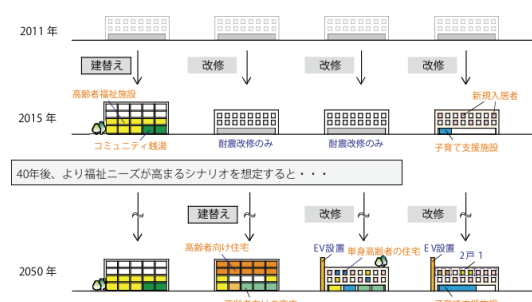 2011 年
建替え 改修 改修 改修
高齢者福祉施設 新規入居者
2015 年
コミュニティ銭湯 耐震改修のみ 耐震改修のみ 子育て支援施設
40年後、より福祉ニーズが高まるシナリオを想定すると・・・
建替え 改修 改修
高齢者向け住宅 EV設置 単身高齢者の住宅 EV設置 2戸 1
2050 年